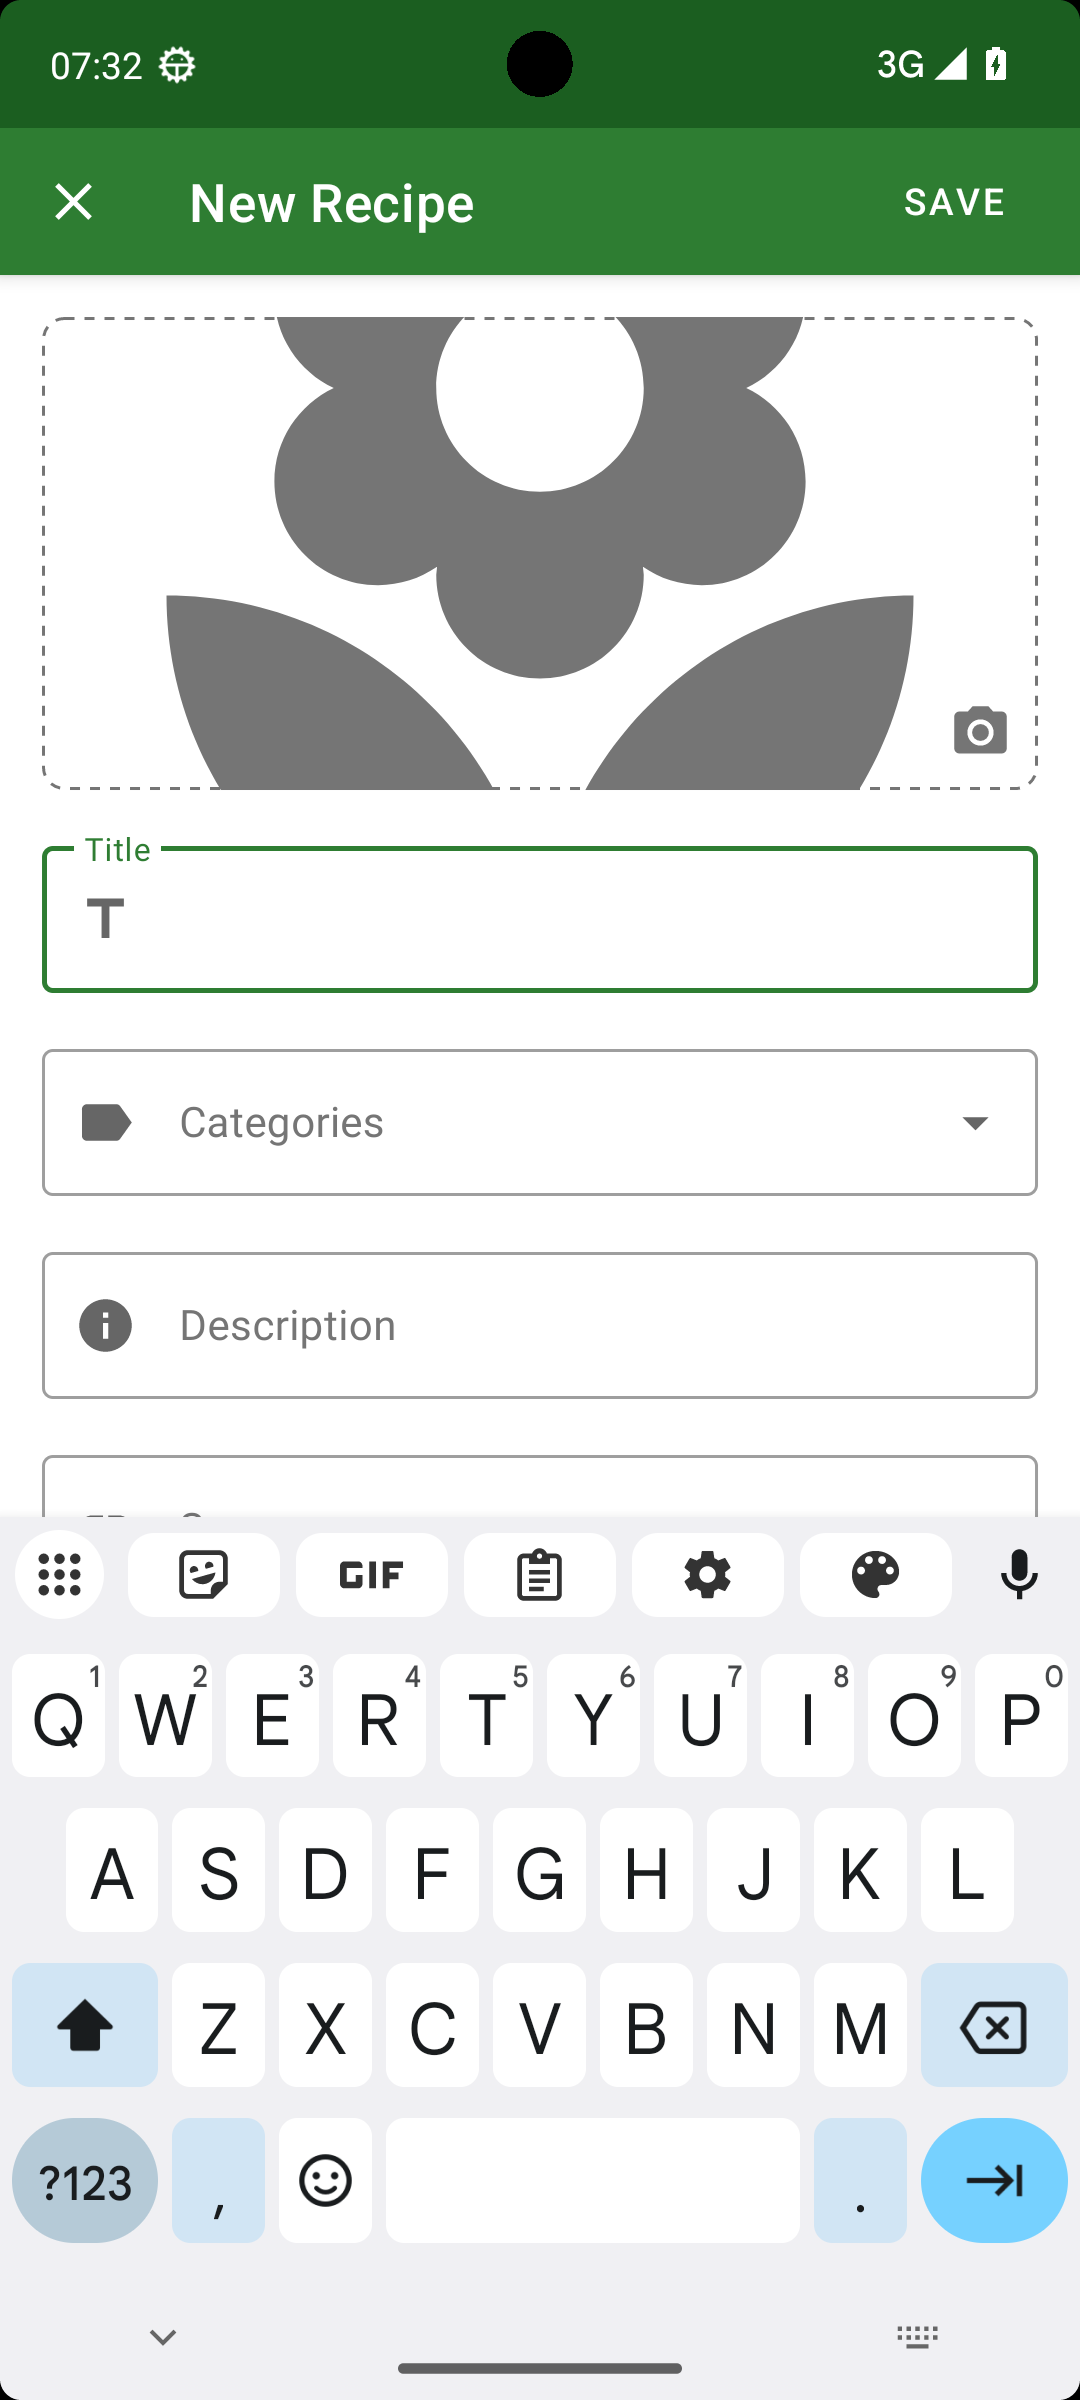 07:32
3G
New Recipe
SAVE
Title
Categories
Description
GIF
Q1 W2 E3 R4 T5 Y6 U7 I8 O9 P0
A S D F G H J K L
Z X C V B N M
?123 , .